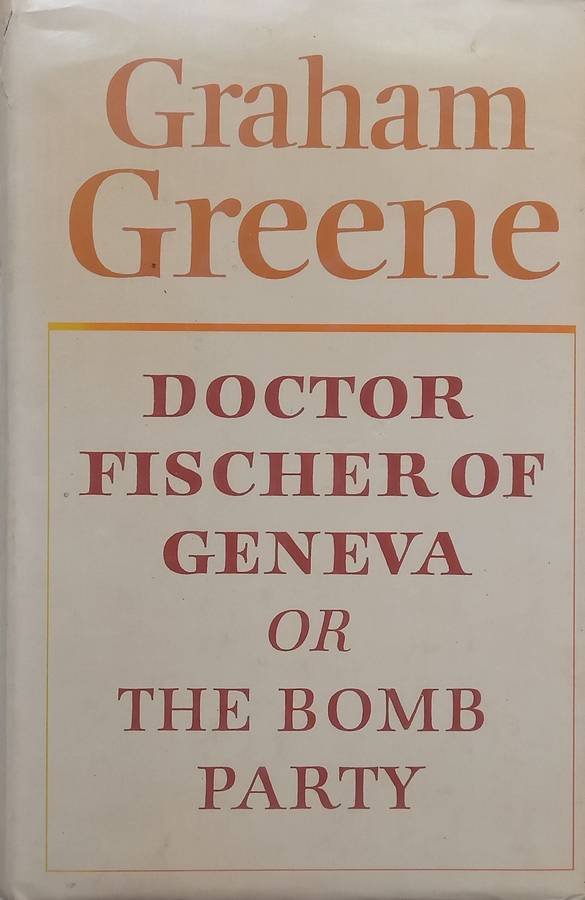 Graham
Greene
DOCTOR
FISCHER OF
GENEVA
OR
THE BOMB
PARTY